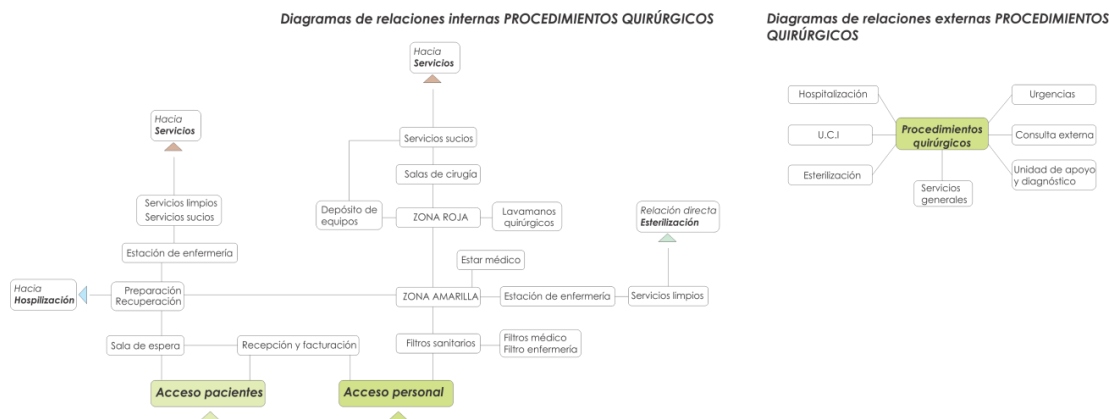 Diagramas de relaciones internas PROCEDIMIENTOS QUIRÚRGICOS
Hacia
Servicios
Hacia
Servicios
Servicios sucios
Salas de cirugía
Servicios limpios
Servicios sucios
Depósito de
equipos
ZONA ROJA
Lavamanos
quirúrgicos
Relación directa
Esterilización
Estación de enfermería
Estar médico
Hacia
Hospilización
Preparación
Recuperación
ZONA AMARILLA
Estación de enfermería
Servicios limpios
Sala de espera
Recepción y facturación
Filtros sanitarios
Filtros médico
Filtro enfermería
Acceso pacientes
Acceso personal
Diagramas de relaciones externas PROCEDIMIENTOS
QUIRÚRGICOS
Hospitalización
Urgencias
U.C.I
Procedimientos
quirúrgicos
Consulta externa
Esterilización
Unidad de apoyo
y diagnóstico
Servicios
generales